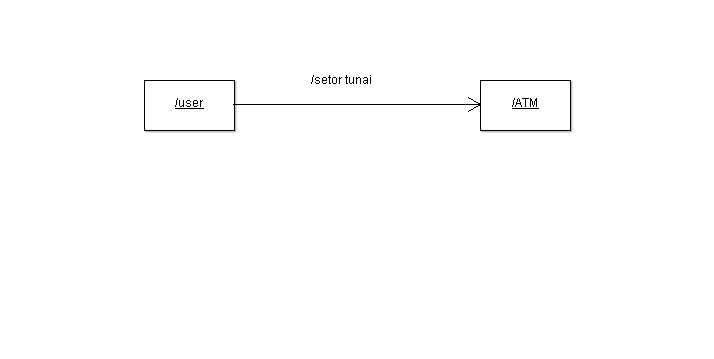 /setor tunai
/user
/ATM